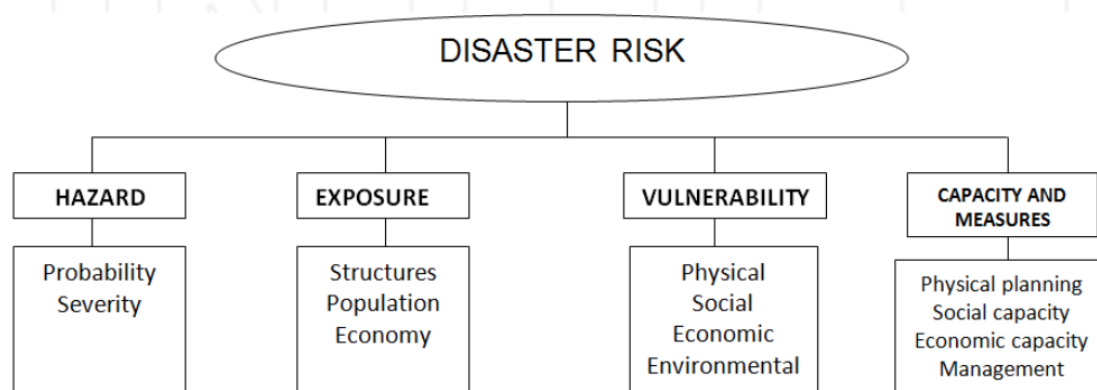 DISASTER RISK
HAZARD
Probability
Severity
EXPOSURE
Structures
Population
Economy
VULNERABILITY
Physical
Social
Economic
Environmental
CAPACITY AND
MEASURES
Physical planning
Social capacity
Economic capacity
Management